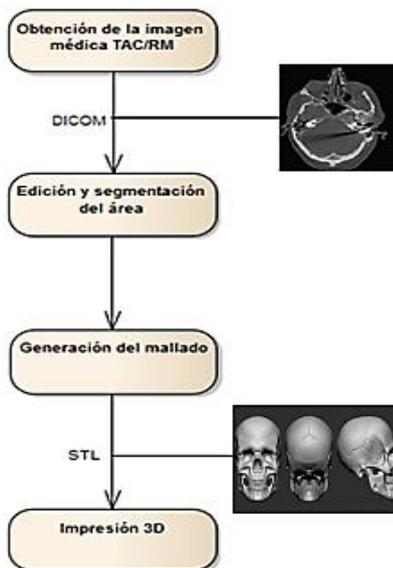 Obtención de la imagen
médica TAC/RM
DICOM
Edición y segmentación
del área
Generación del mallado
STL
Impresión 3D